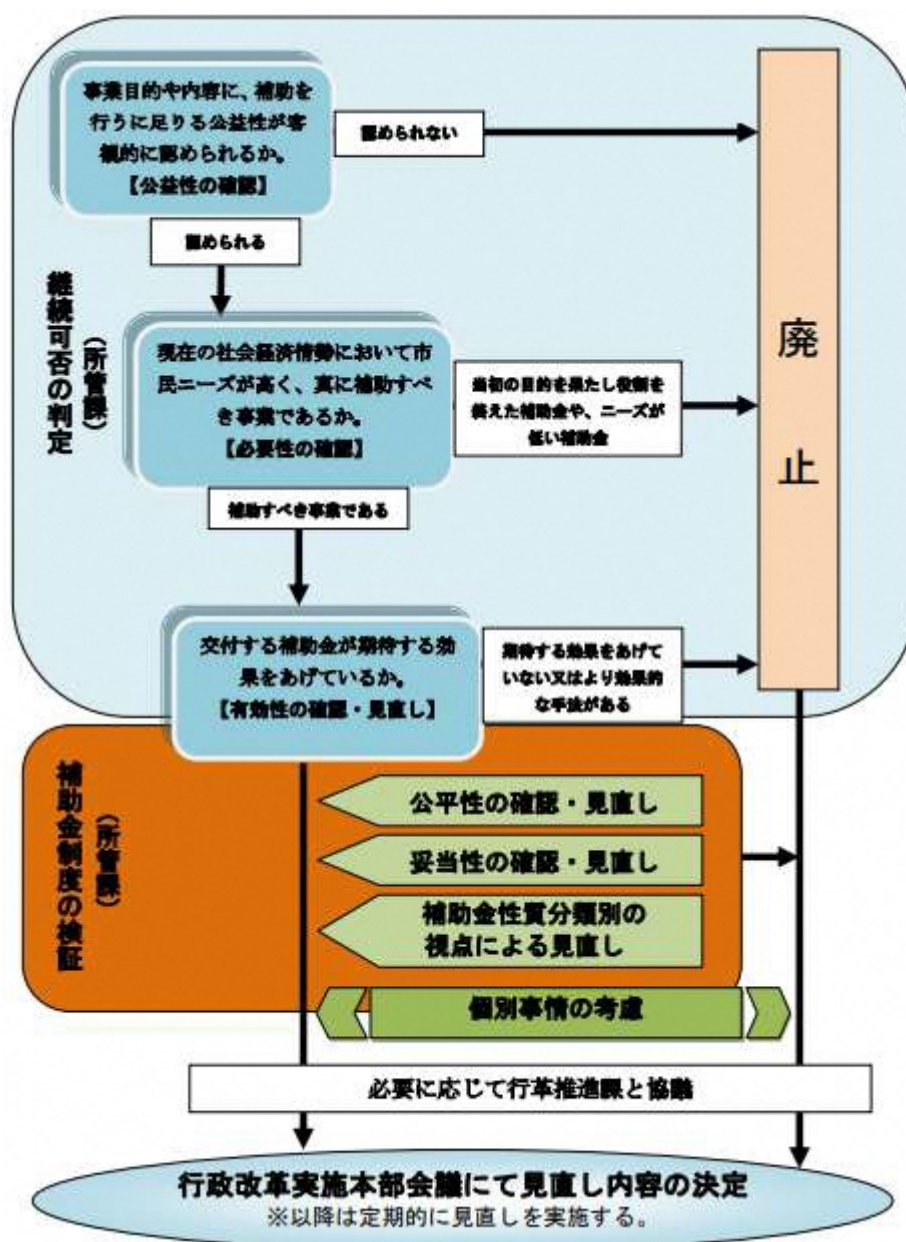 事業目的や内容に、補助を
行うに足りる公益性が客
観的に認められるか。
【公益性の確認】
認められない
認められる
継続可否の判定
（所管課）
現在の社会経済情勢において市
民ニーズが高く、真に補助すべ
き事業であるか。
【必要性の確認】
当初の目的を果たし役割を
終えた補助金や、ニーズが
低い補助金
廃止
補助すべき事業である
交付する補助金が期待する効
果をあげているか。
【有効性の確認・見直し】
期待する効果をあげて
いない又はより効果的
な手法がある
補助金制度の検証
（所管課）
公平性の確認・見直し
妥当性の確認・見直し
補助金性質分類別の
視点による見直し
個別事情の考慮
必要に応じて行革推進課と協議
行政改革実施本部会議にて見直し内容の決定
※以降は定期的に見直しを実施する。